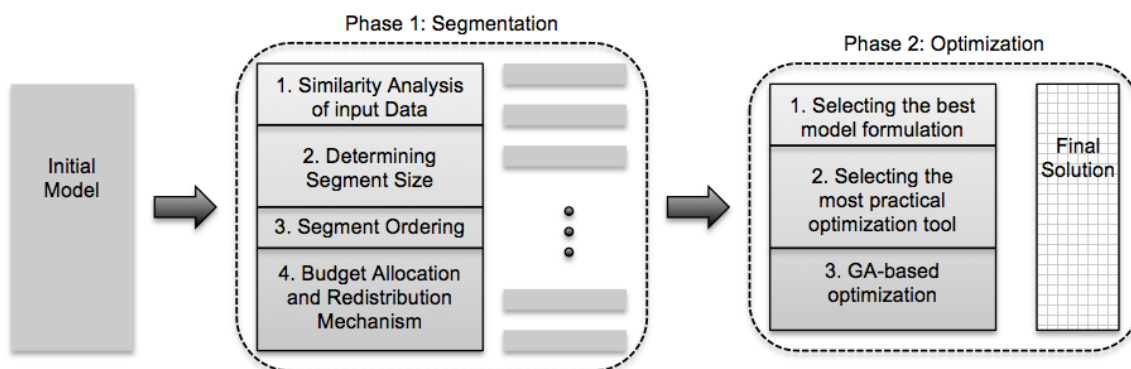 Phase 1: Segmentation
Phase 2: Optimization
Initial
Model
1. Similarity Analysis
of input Data
2. Determining
Segment Size
3. Segment Ordering
4. Budget Allocation
and Redistribution
Mechanism
1. Selecting the best
model formulation
2. Selecting the
most practical
optimization tool
3. GA-based
optimization
Final
Solution